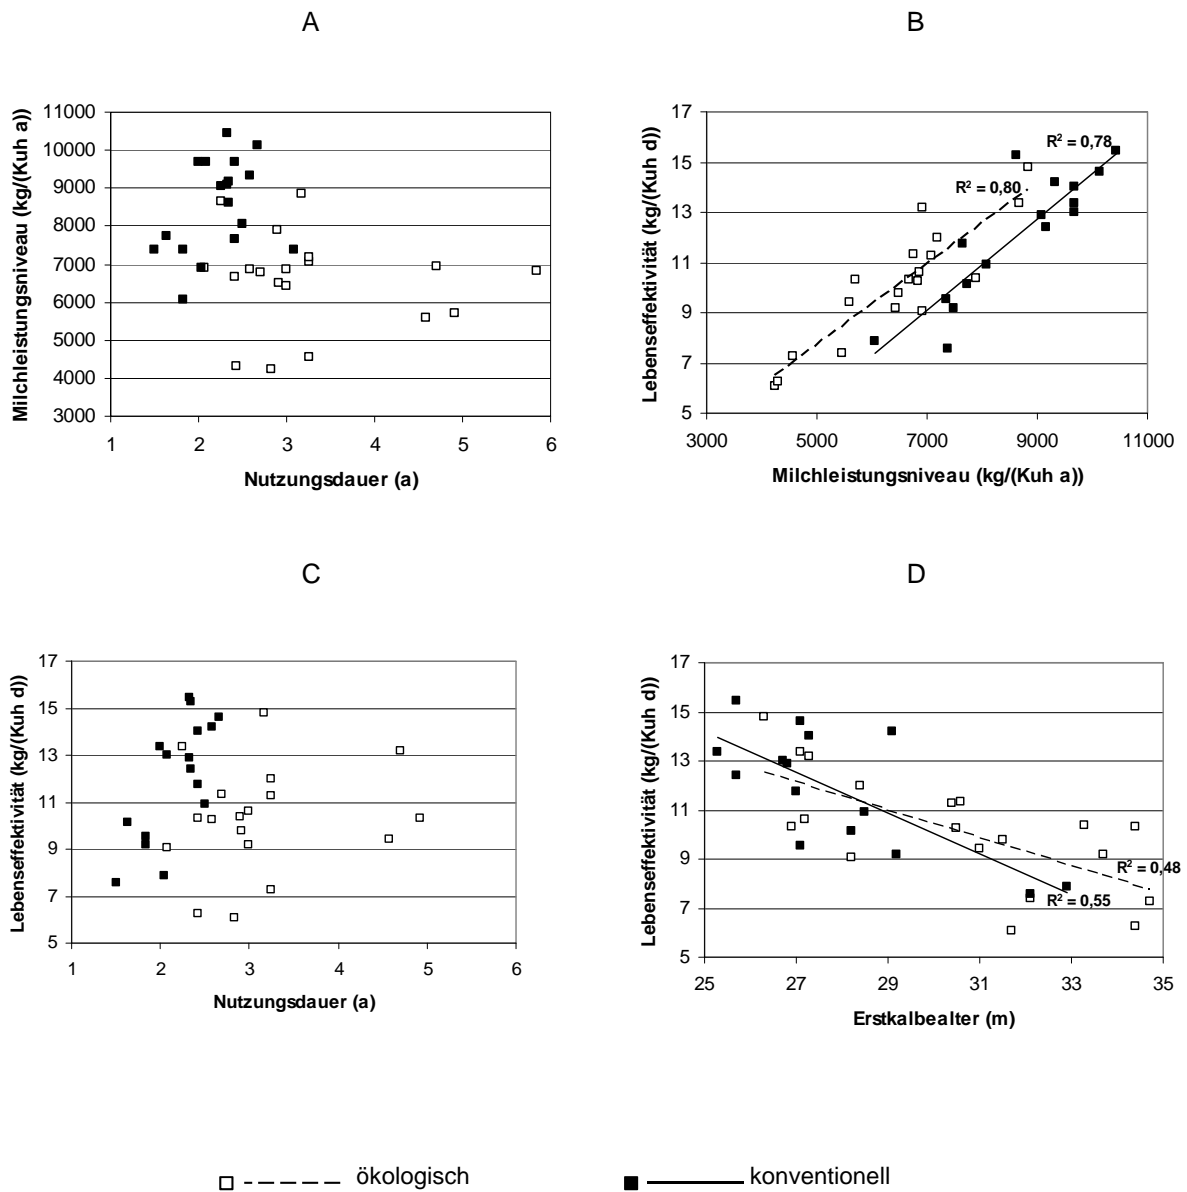 A
B
Milchleistungsniveau (kg/(Kuh a))
11000
10000
9000
8000
7000
6000
5000
4000
3000
1 2 3 4 5 6
Nutzungsdauer (a)
Lebenseffektivität (kg/(Kuh d))
17
15
13
11
9
7
5
R² = 0,78
R² = 0,80
3000 5000 7000 9000 11000
Milchleistungsniveau (kg/(Kuh a))
C
D
Lebenseffektivität (kg/(Kuh d))
17
15
13
11
9
7
5
1 2 3 4 5 6
Nutzungsdauer (a)
Lebenseffektivität (kg/(Kuh d))
17
15
13
11
9
7
5
R² = 0,48
R² = 0,55
25 27 29 31 33 35
Erstkalbealter (m)
ökologisch
konventionell